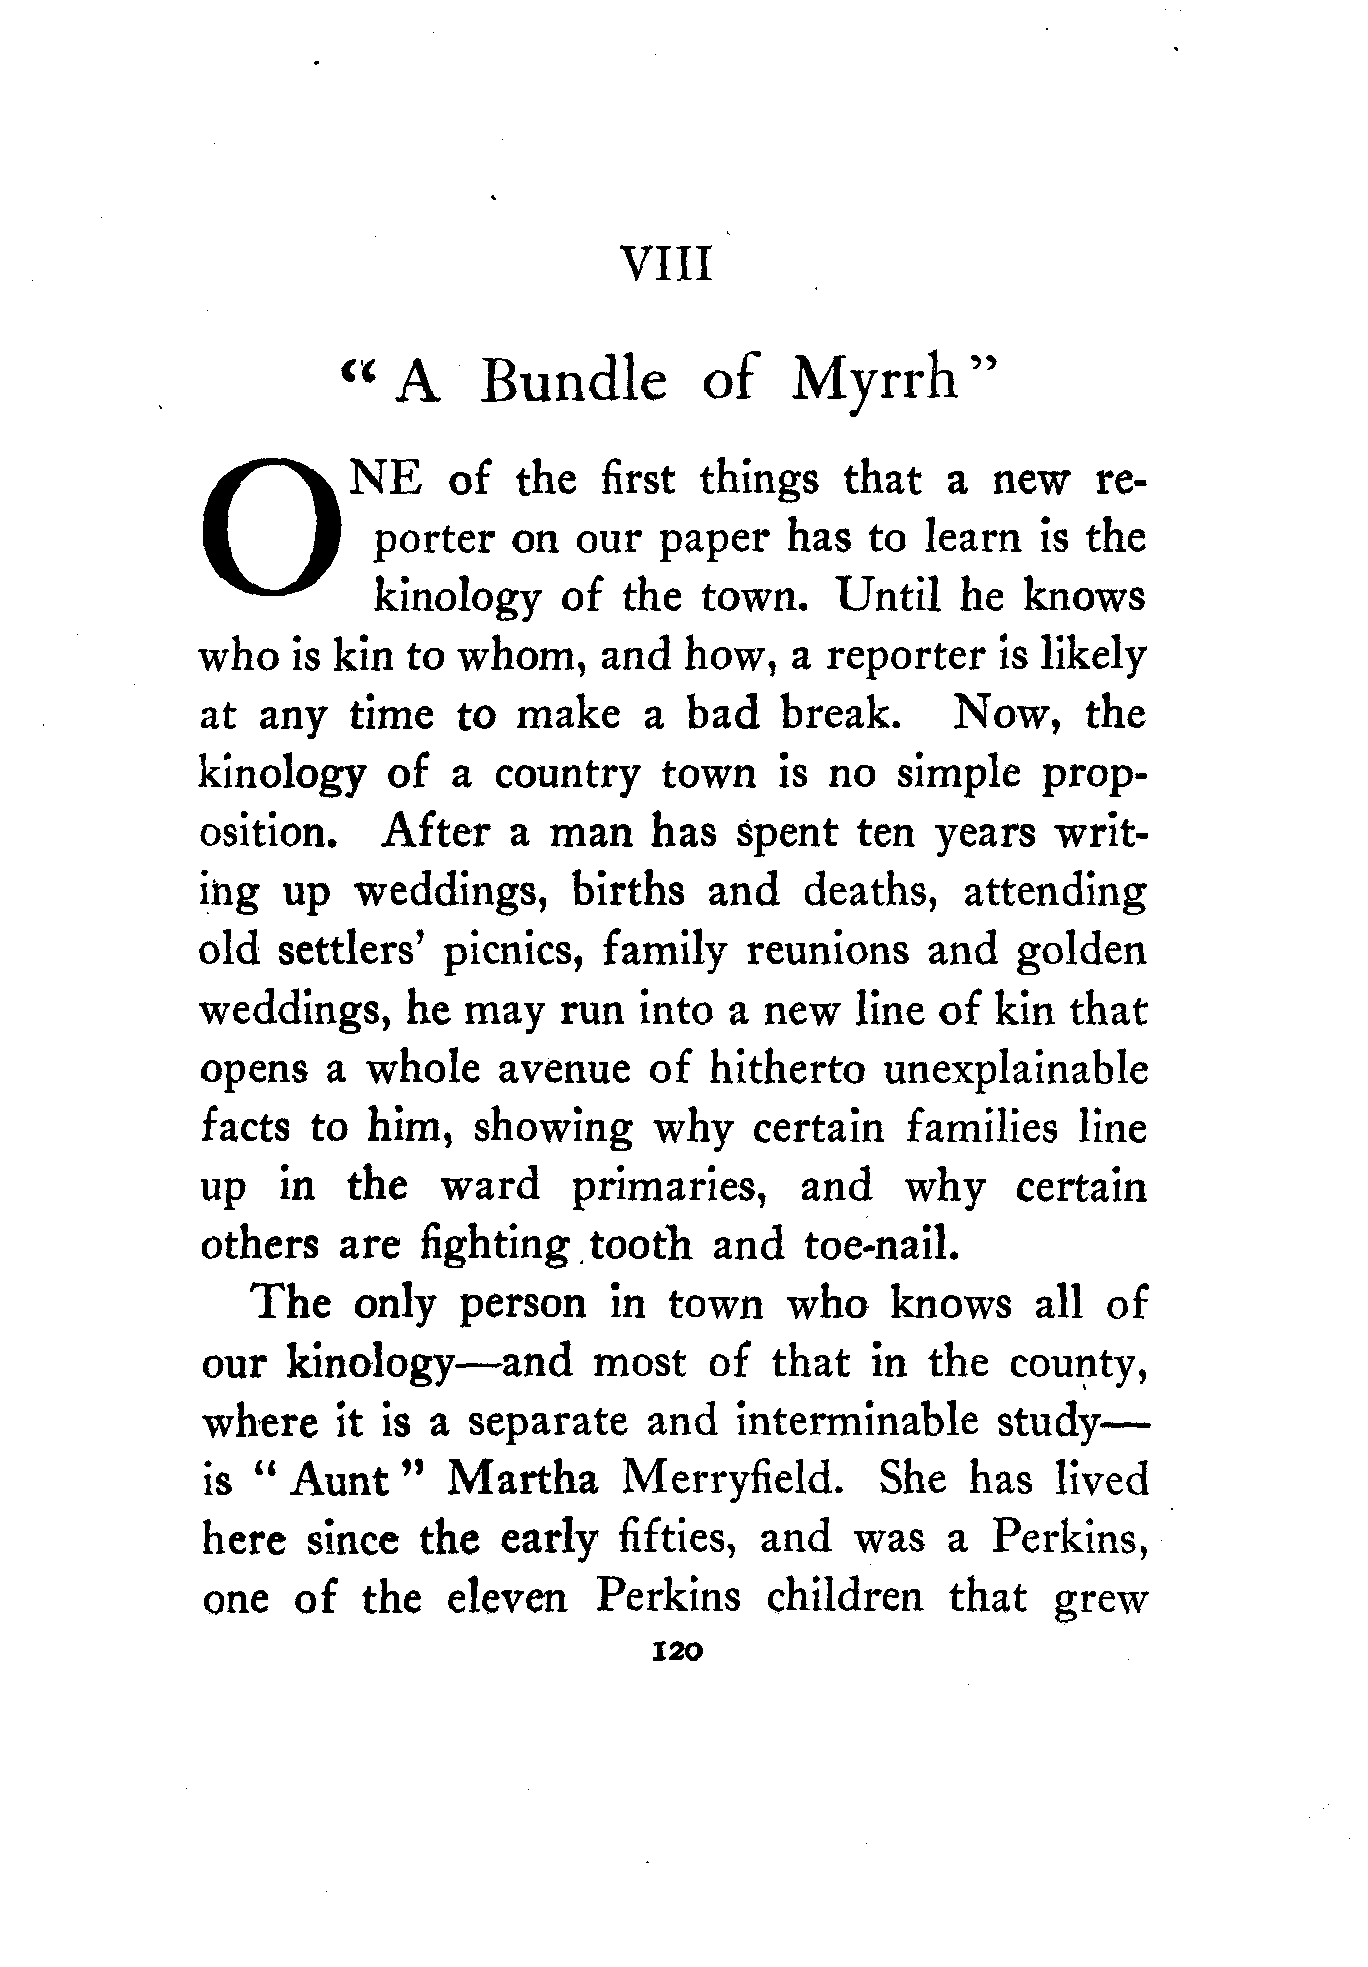 VIII
“ A Bundle of Myrrh ”
ONE of the first things that a new re-
porter on our paper has to learn is the
kinology of the town. Until he knows
who is kin to whom, and how, a reporter is likely
at any time to make a bad break. Now, the
kinology of a country town is no simple prop-
osition. After a man has spent ten years writ-
ing up weddings, births and deaths, attending
old settlers’ picnics, family reunions and golden
weddings, he may run into a new line of kin that
opens a whole avenue of hitherto unexplainable
facts to him, showing why certain families line
up in the ward primaries, and why certain
others are fighting tooth and toe-nail.
The only person in town who knows all of
our kinology—and most of that in the county,
where it is a separate and interminable study—
is “ Aunt ” Martha Merryfield. She has lived
here since the early fifties, and was a Perkins,
one of the eleven Perkins children that grew
120